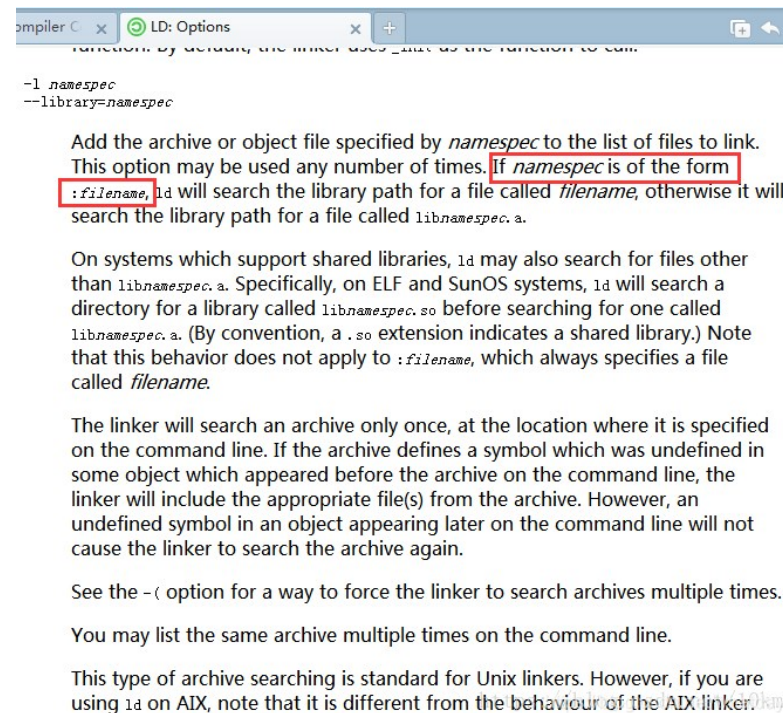 ompiler C
LD: Options
function. By default, the linker uses _init as the function to call.
-l namespec
--library=namespec
Add the archive or object file specified by namespec to the list of files to link.
This option may be used any number of times. If namespec is of the form
:filename, ld will search the library path for a file called filename, otherwise it will
search the library path for a file called libnamespec.a.
On systems which support shared libraries, ld may also search for files other
than libnamespec.a. Specifically, on ELF and SunOS systems, ld will search a
directory for a library called libnamespec.so before searching for one called
libnamespec.a. (By convention, a .so extension indicates a shared library.) Note
that this behavior does not apply to :filename, which always specifies a file
called filename.
The linker will search an archive only once, at the location where it is specified
on the command line. If the archive defines a symbol which was undefined in
some object which appeared before the archive on the command line, the
linker will include the appropriate file(s) from the archive. However, an
undefined symbol in an object appearing later on the command line will not
cause the linker to search the archive again.
See the -( option for a way to force the linker to search archives multiple times.
You may list the same archive multiple times on the command line.
This type of archive searching is standard for Unix linkers. However, if you are
using ld on AIX, note that it is different from the behaviour of the AIX linker.